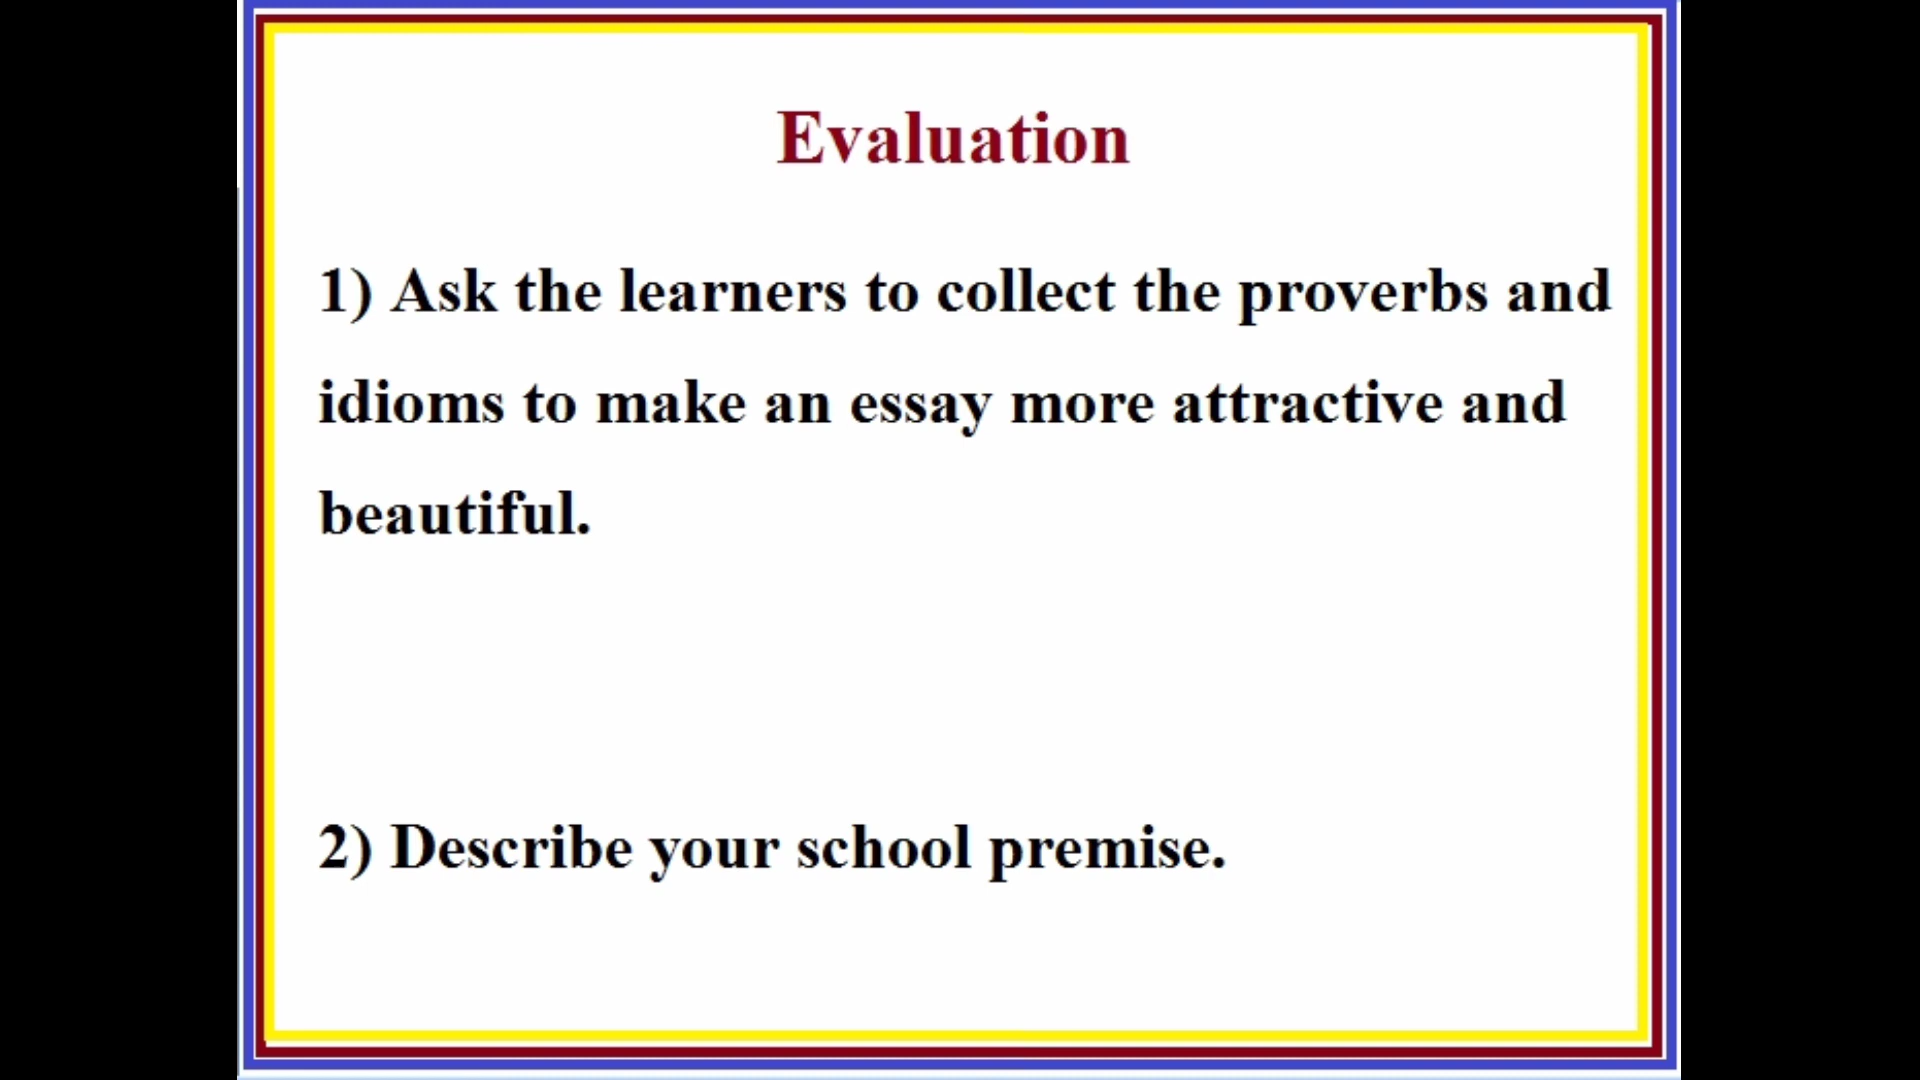 Evaluation
1) Ask the learners to collect the proverbs and
idioms to make an essay more attractive and
beautiful.
2) Describe your school premise.